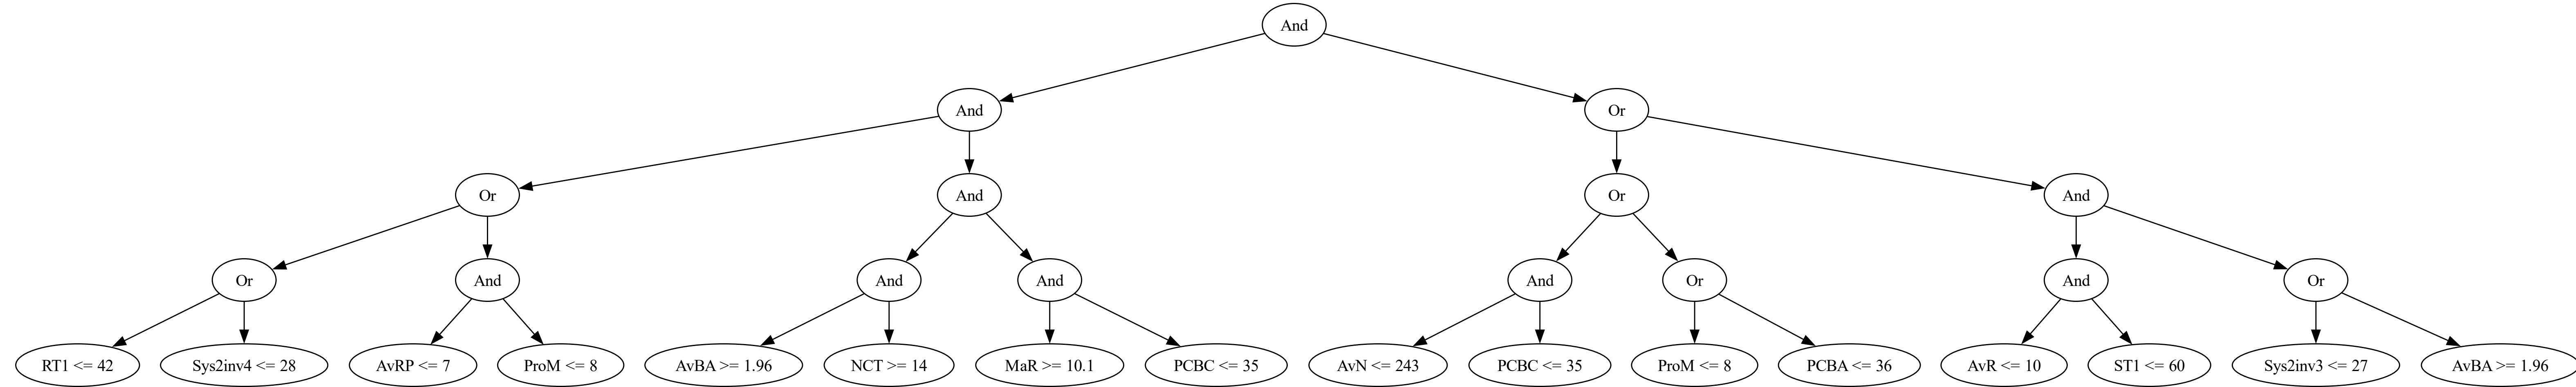 And
And Or
Or And Or And
Or And And And And Or And Or
RT1 <= 42 Sys2inv4 <= 28 AvRP <= 7 ProM <= 8 AvBA >= 1.96 NCT >= 14 MaR >= 10.1 PCBC <= 35 AvN <= 243 PCBC <= 35 ProM <= 8 PCBA <= 36 AvR <= 10 ST1 <= 60 Sys2inv3 <= 27 AvBA >= 1.96